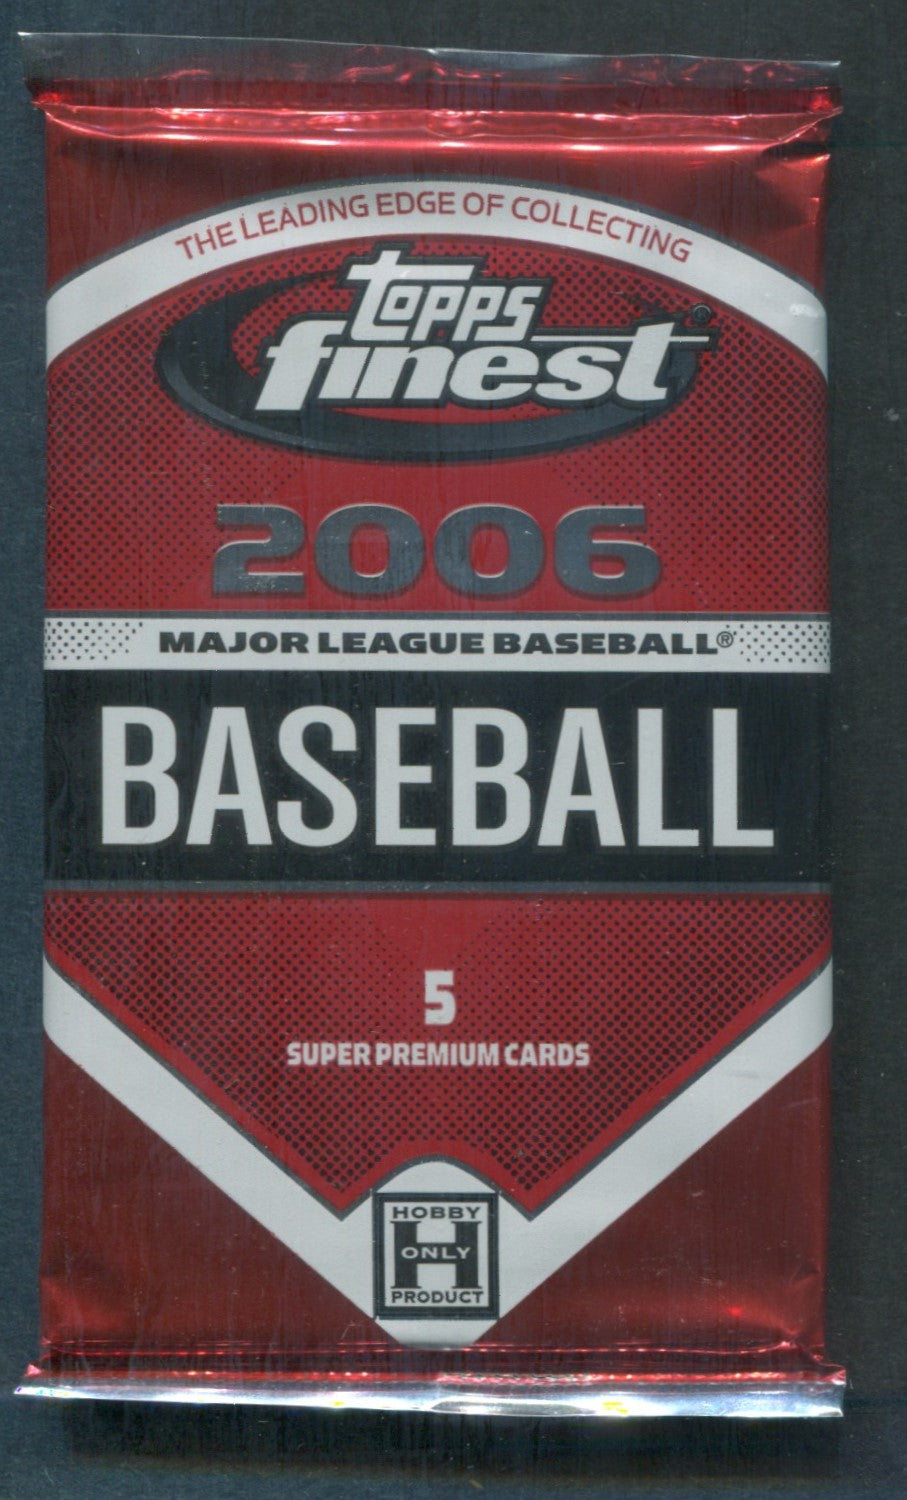 THE LEADING EDGE OF COLLECTING
topps
finest®
2006
MAJOR LEAGUE BASEBALL®
BASEBALL
5
SUPER PREMIUM CARDS
HOBBY
H
ONLY
PRODUCT